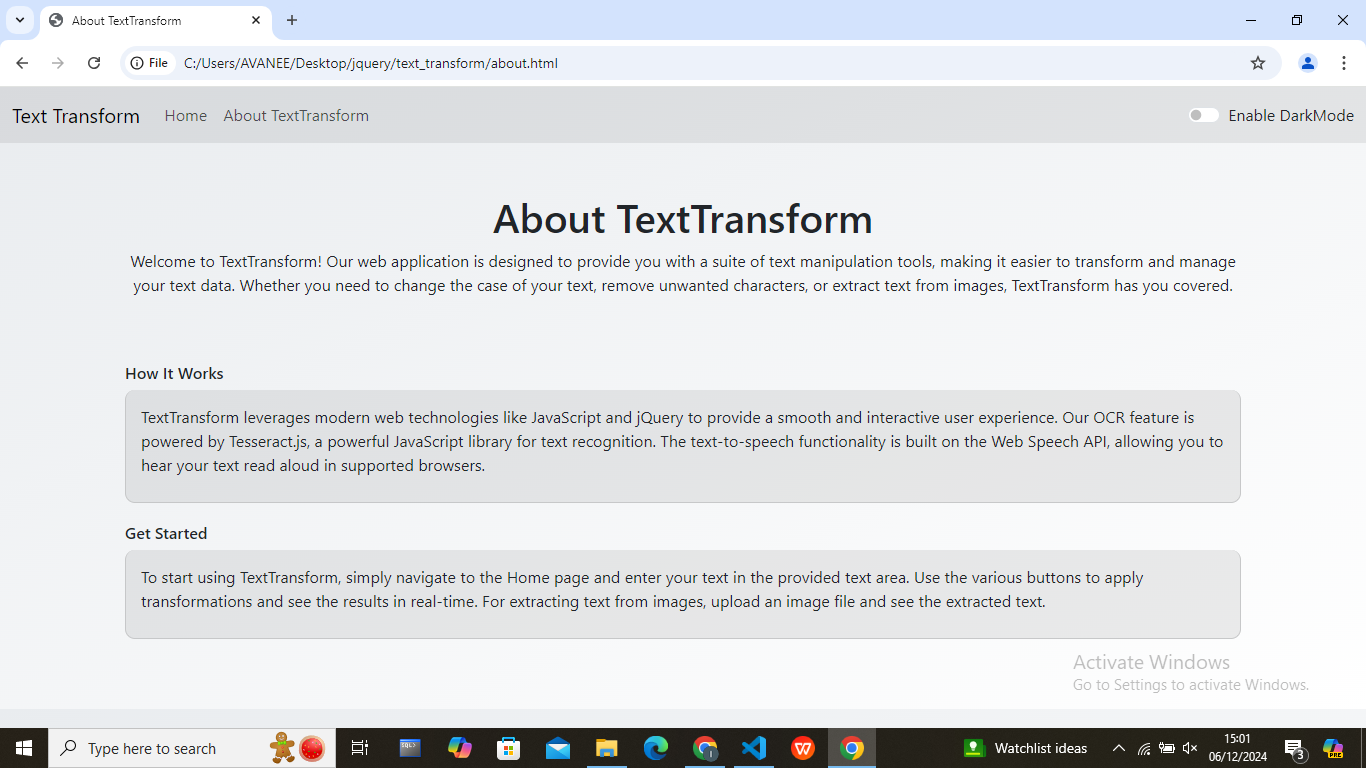 About TextTransform
File
C:/Users/AVANEE/Desktop/jquery/text_transform/about.html
Text Transform
Home
About TextTransform
Enable DarkMode
About TextTransform
Welcome to TextTransform! Our web application is designed to provide you with a suite of text manipulation tools, making it easier to transform and manage
your text data. Whether you need to change the case of your text, remove unwanted characters, or extract text from images, TextTransform has you covered.
How It Works
TextTransform leverages modern web technologies like JavaScript and jQuery to provide a smooth and interactive user experience. Our OCR feature is
powered by Tesseract.js, a powerful JavaScript library for text recognition. The text-to-speech functionality is built on the Web Speech API, allowing you to
hear your text read aloud in supported browsers.
Get Started
To start using TextTransform, simply navigate to the Home page and enter your text in the provided text area. Use the various buttons to apply
transformations and see the results in real-time. For extracting text from images, upload an image file and see the extracted text.
Activate Windows
Go to Settings to activate Windows.
Type here to search
SQL
W
Watchlist ideas
15:01
06/12/2024
3
PRE